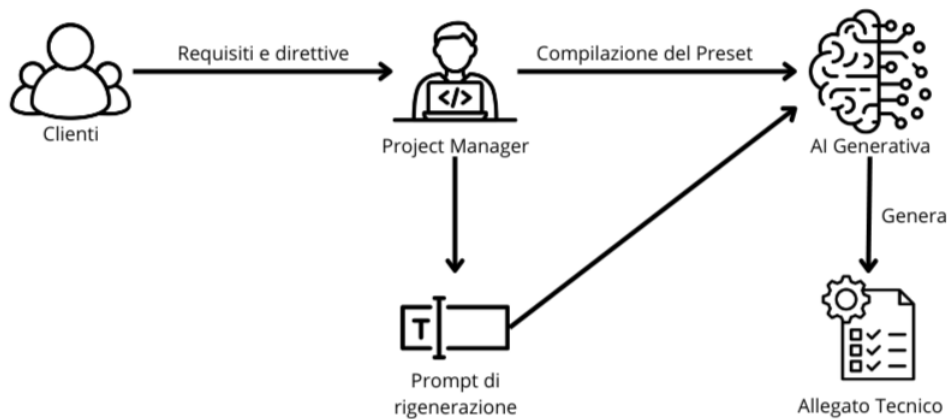 Requisiti e direttive
Compilazione del Preset
Clienti
</>
Project Manager
AI Generativa
Genera
T
Prompt di
rigenerazione
Allegato Tecnico